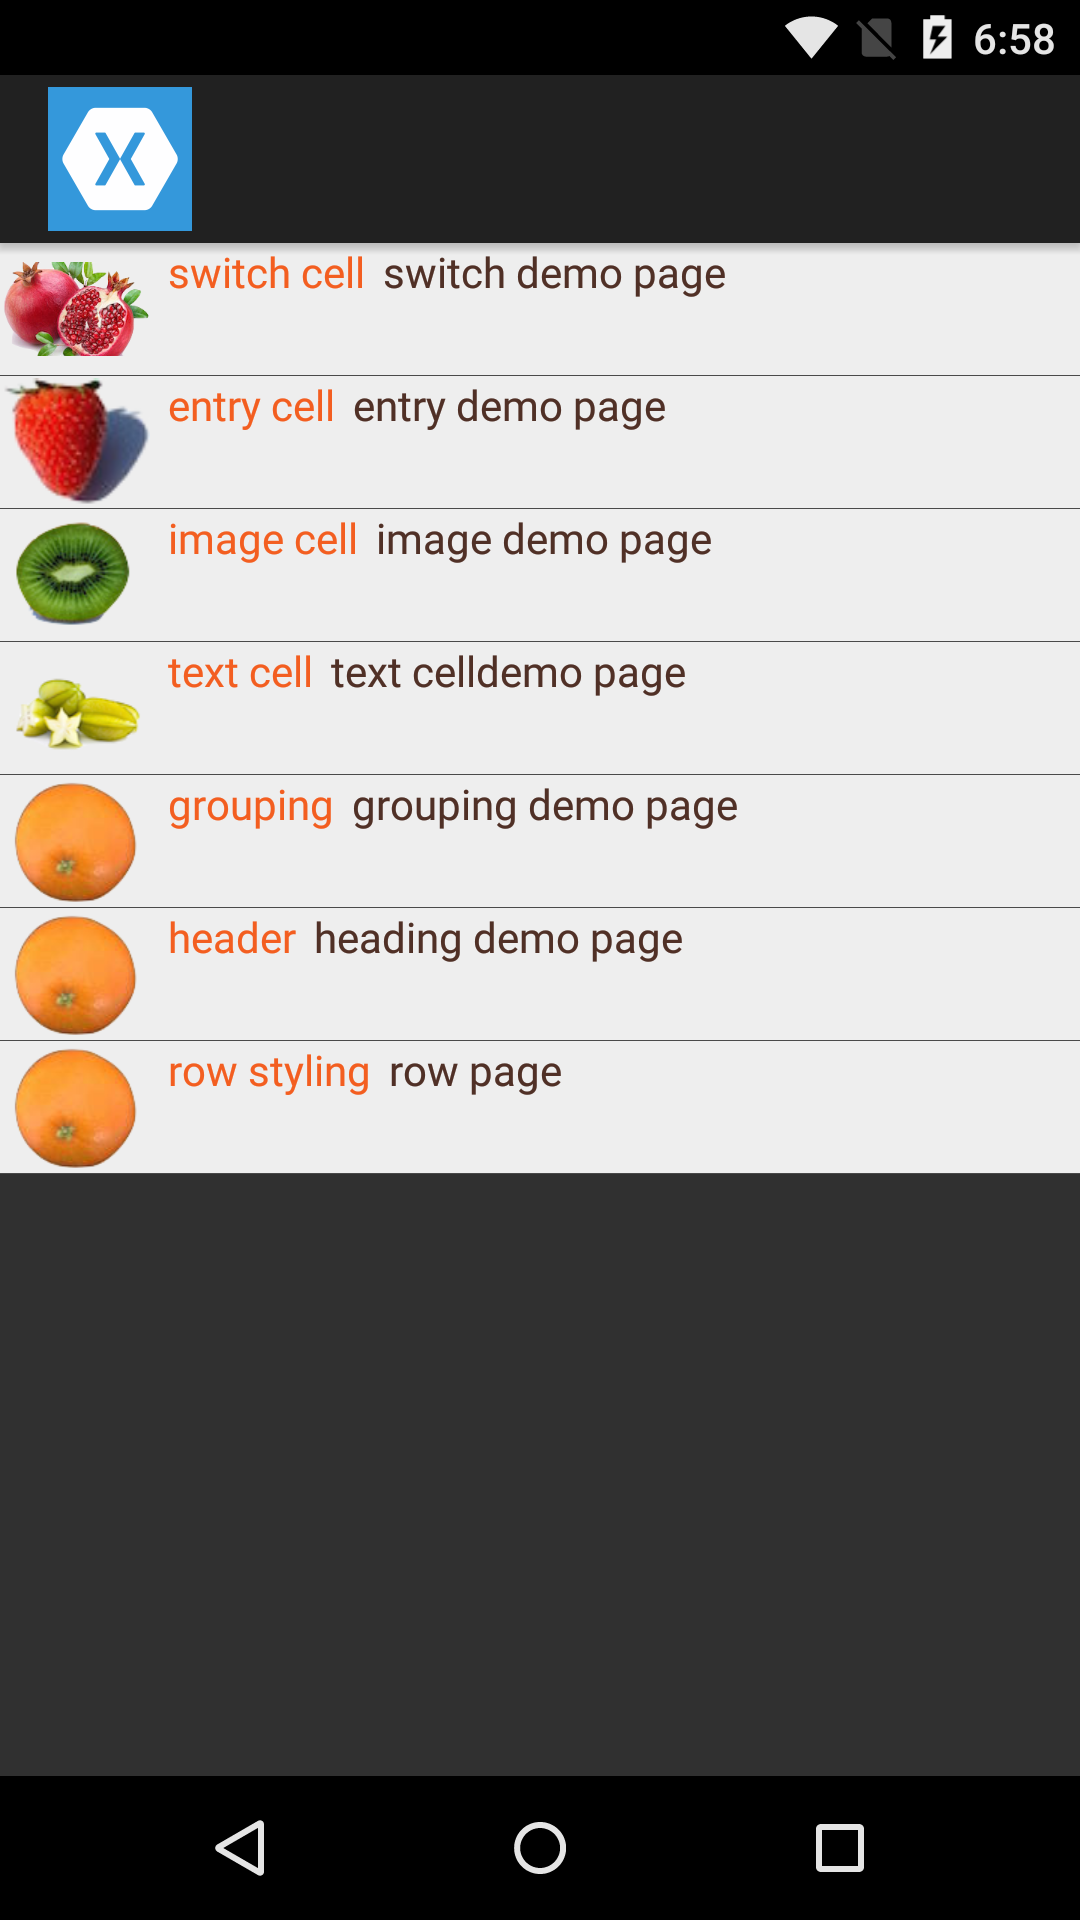 6:58
X
switch cell switch demo page
entry cell entry demo page
image cell image demo page
text cell text celldemo page
grouping grouping demo page
header heading demo page
row styling row page